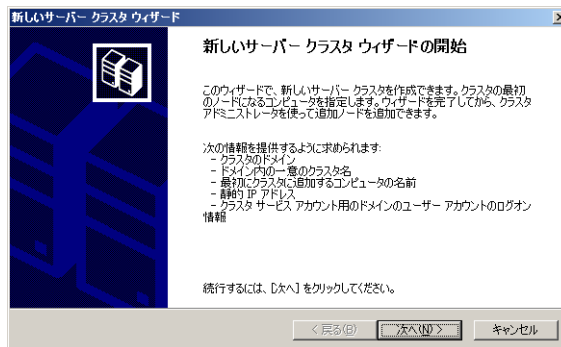 新しいサーバー クラスタ ウィザード
新しいサーバー クラスタ ウィザードの開始
このウィザードで、新しいサーバー クラスタを作成できます。クラスタの最初
のノードになるコンピュータを指定します。ウィザードを完了してから、クラスタ
アドミニストレータを使って追加ノードを追加できます。
次の情報を提供するように求められます:
- クラスタのドメイン
- ドメイン内の一意のクラスタ名
- 最初にクラスタに追加するコンピュータの名前
- 静的 IP アドレス
- クラスタ サービス アカウント用のドメインのユーザー アカウントのログオン
情報
続行するには、[次へ] をクリックしてください。
< 戻る(B)
次へ(N) >
キャンセル